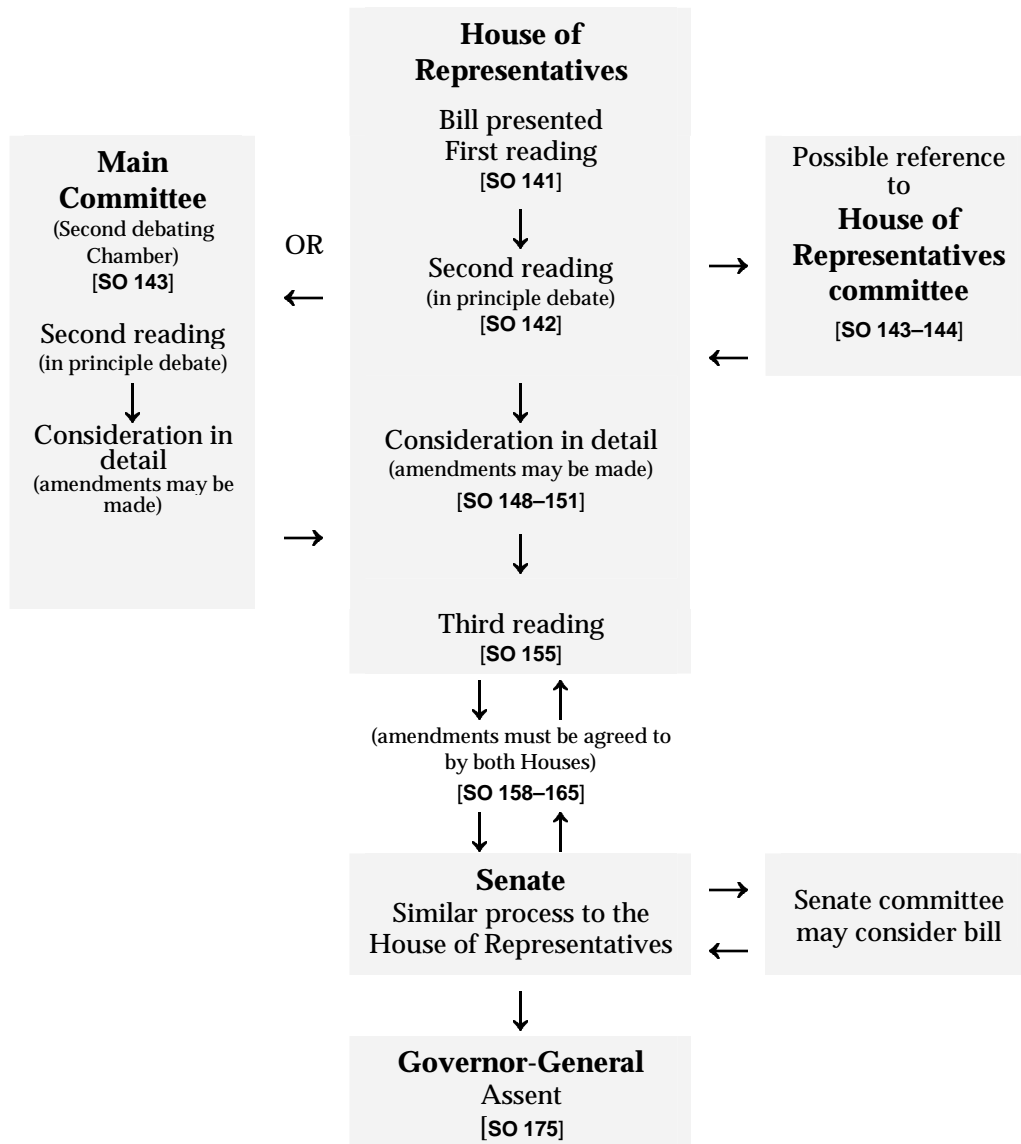 House of
Representatives
Bill presented
First reading
[SO 141]
Main
Committee
(Second debating
Chamber)
[SO 143]
Second reading
(in principle debate)
Consideration in
detail
(amendments may be
made)
OR
Second reading
(in principle debate)
[SO 142]
Possible reference
to
House of
Representatives
committee
[SO 143–144]
Consideration in detail
(amendments may be made)
[SO 148–151]
Third reading
[SO 155]
(amendments must be agreed to
by both Houses)
[SO 158–165]
Senate
Similar process to the
House of Representatives
Senate committee
may consider bill
Governor-General
Assent
[SO 175]